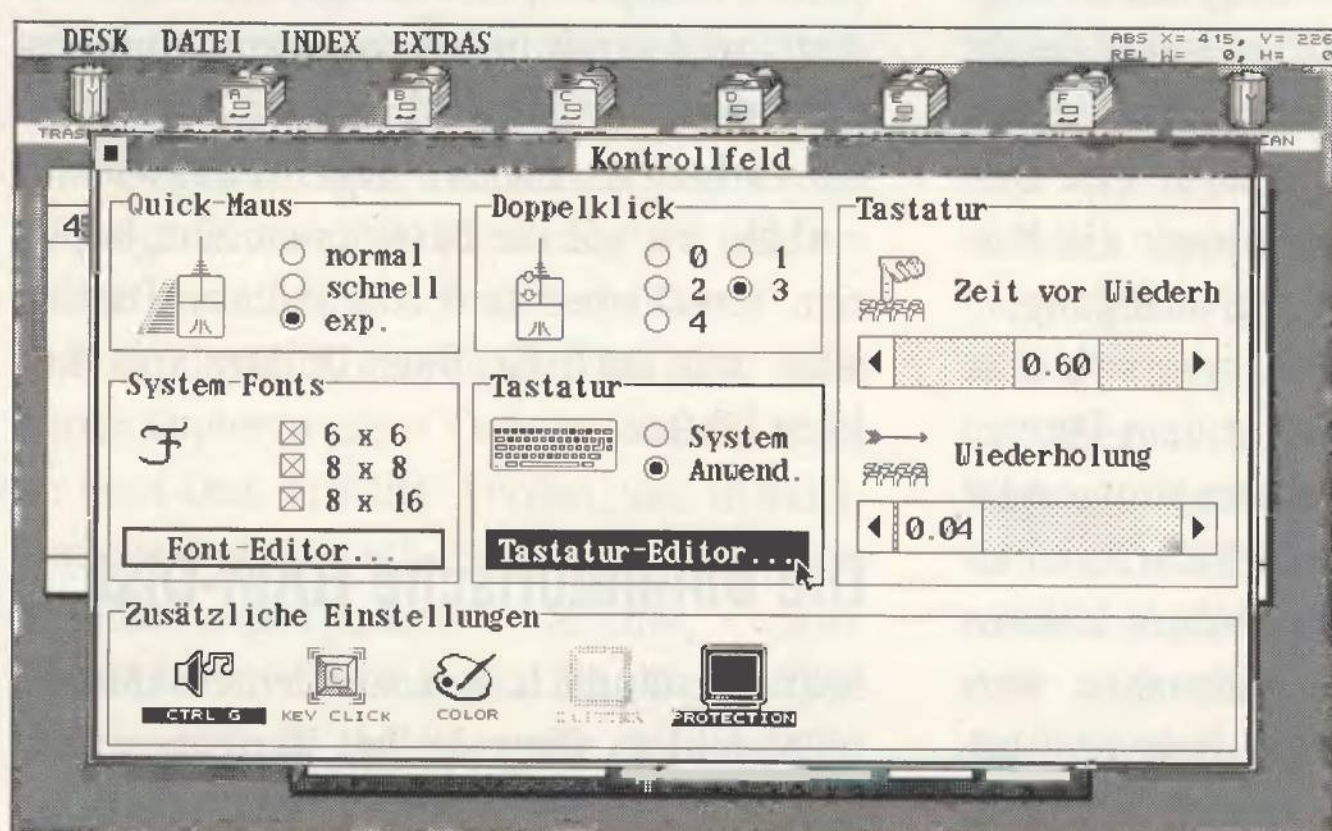 DESK DATEI INDEX EXTRAS
ABS X= 415, Y= 226
REL W= 0, H= 0
A
B
C
D
E
F
Kontrollfeld
Quick-Maus
normal
schnell
exp.
Doppelklick
0 1
2 3
4
Tastatur
Zeit vor Wiederh
0.60
Wiederholung
0.04
System-Fonts
6 x 6
8 x 8
8 x 16
Font-Editor...
Tastatur
System
Anwend.
Tastatur-Editor...
Zusätzliche Einstellungen
CTRL G
C
KEY CLICK
COLOR
PROTECTION